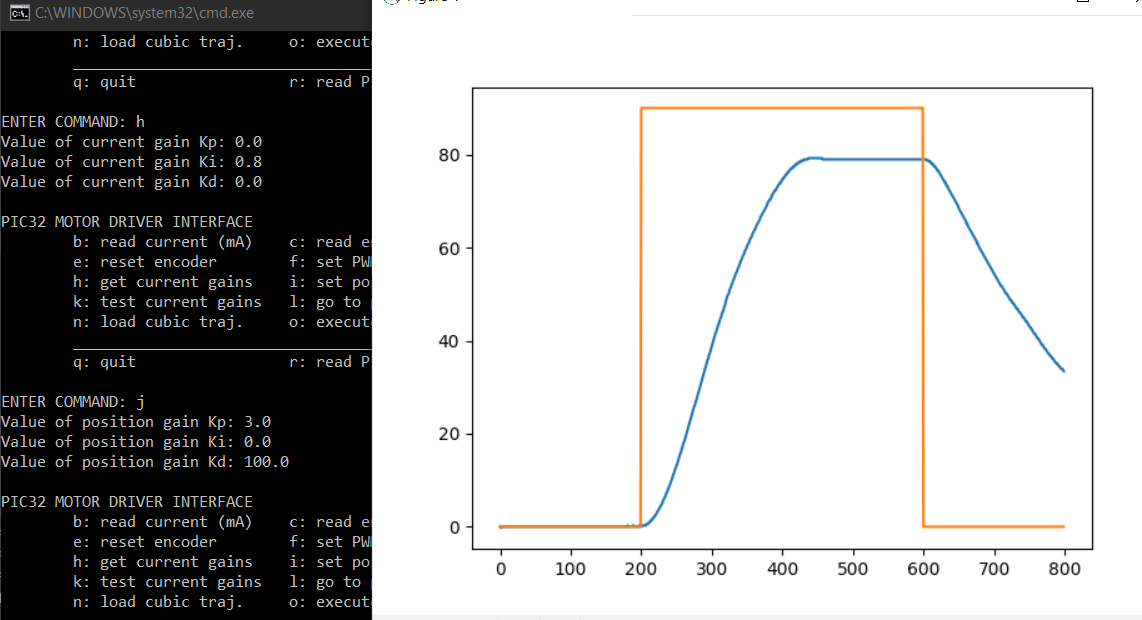 C:\WINDOWS\system32\cmd.exe
n: load cubic traj. o:
q: quit r: read
ENTER COMMAND: h
Value of current gain Kp: 0.0
Value of current gain Ki: 0.8
Value of current gain Kd: 0.0
PIC32 MOTOR DRIVER INTERFACE
b: read current (mA) c: read
e: reset encoder f: set
h: get current gains i: set
k: test current gains l: go to
n: load cubic traj. o:
q: quit r: read
ENTER COMMAND: j
Value of position gain Kp: 3.0
Value of position gain Ki: 0.0
Value of position gain Kd: 100.0
PIC32 MOTOR DRIVER INTERFACE
b: read current (mA) c: read
e: reset encoder f: set
h: get current gains i: set
k: test current gains l: go to
n: load cubic traj. o:
80
60
40
20
0
0 100 200 300 400 500 600 700 800